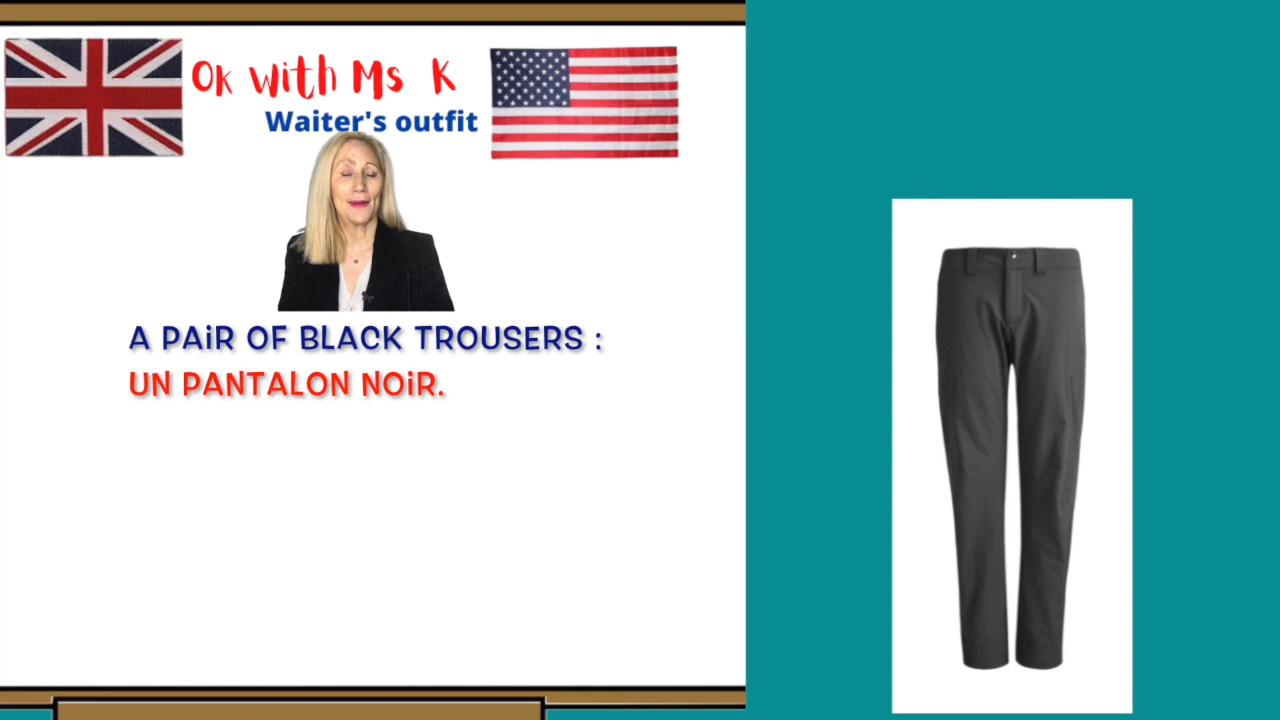 Ok with Ms K
Waiter's outfit
A PAiR OF BLACK TROUSERS :
UN PANTALON NOiR.